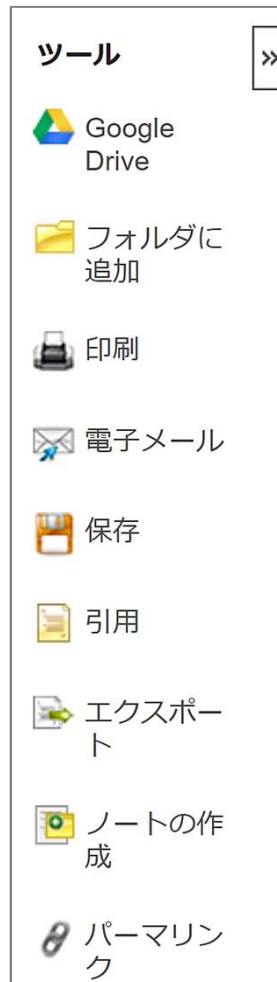 ツール
»
Google
Drive
フォルダに
追加
印刷
電子メール
保存
引用
エクスポー
ト
ノートの作
成
パーマリン
ク